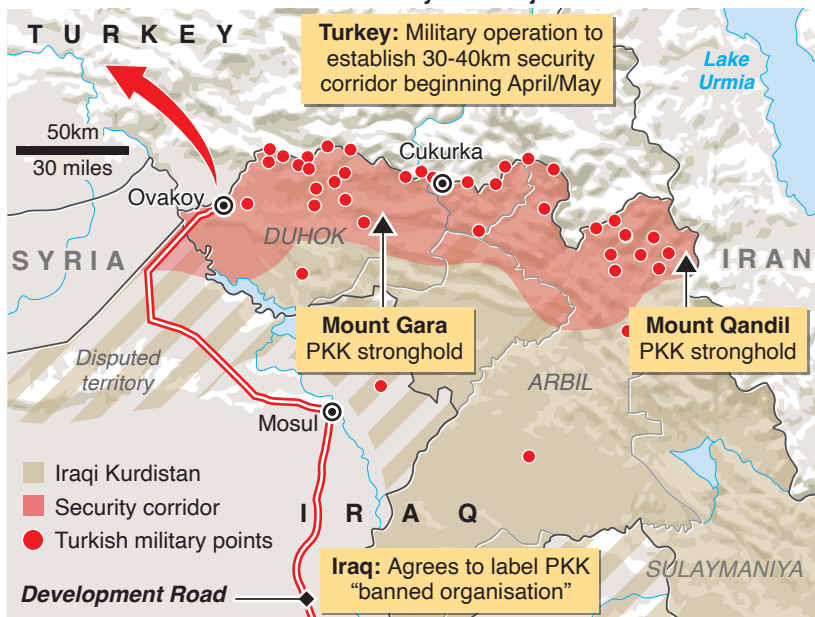 TURKEY
Turkey: Military operation to
establish 30-40km security
corridor beginning April/May
Lake
Urmia
50km
30 miles
Cukurka
Ovakoy
DUHOK
SYRIA
IRAN
Mount Gara
PKK stronghold
Mount Qandil
PKK stronghold
Disputed
territory
ARBIL
Mosul
Iraqi Kurdistan
Security corridor
Turkish military points
IRAQ
Iraq: Agrees to label PKK
“banned organisation”
SULAYMANIYA
Development Road